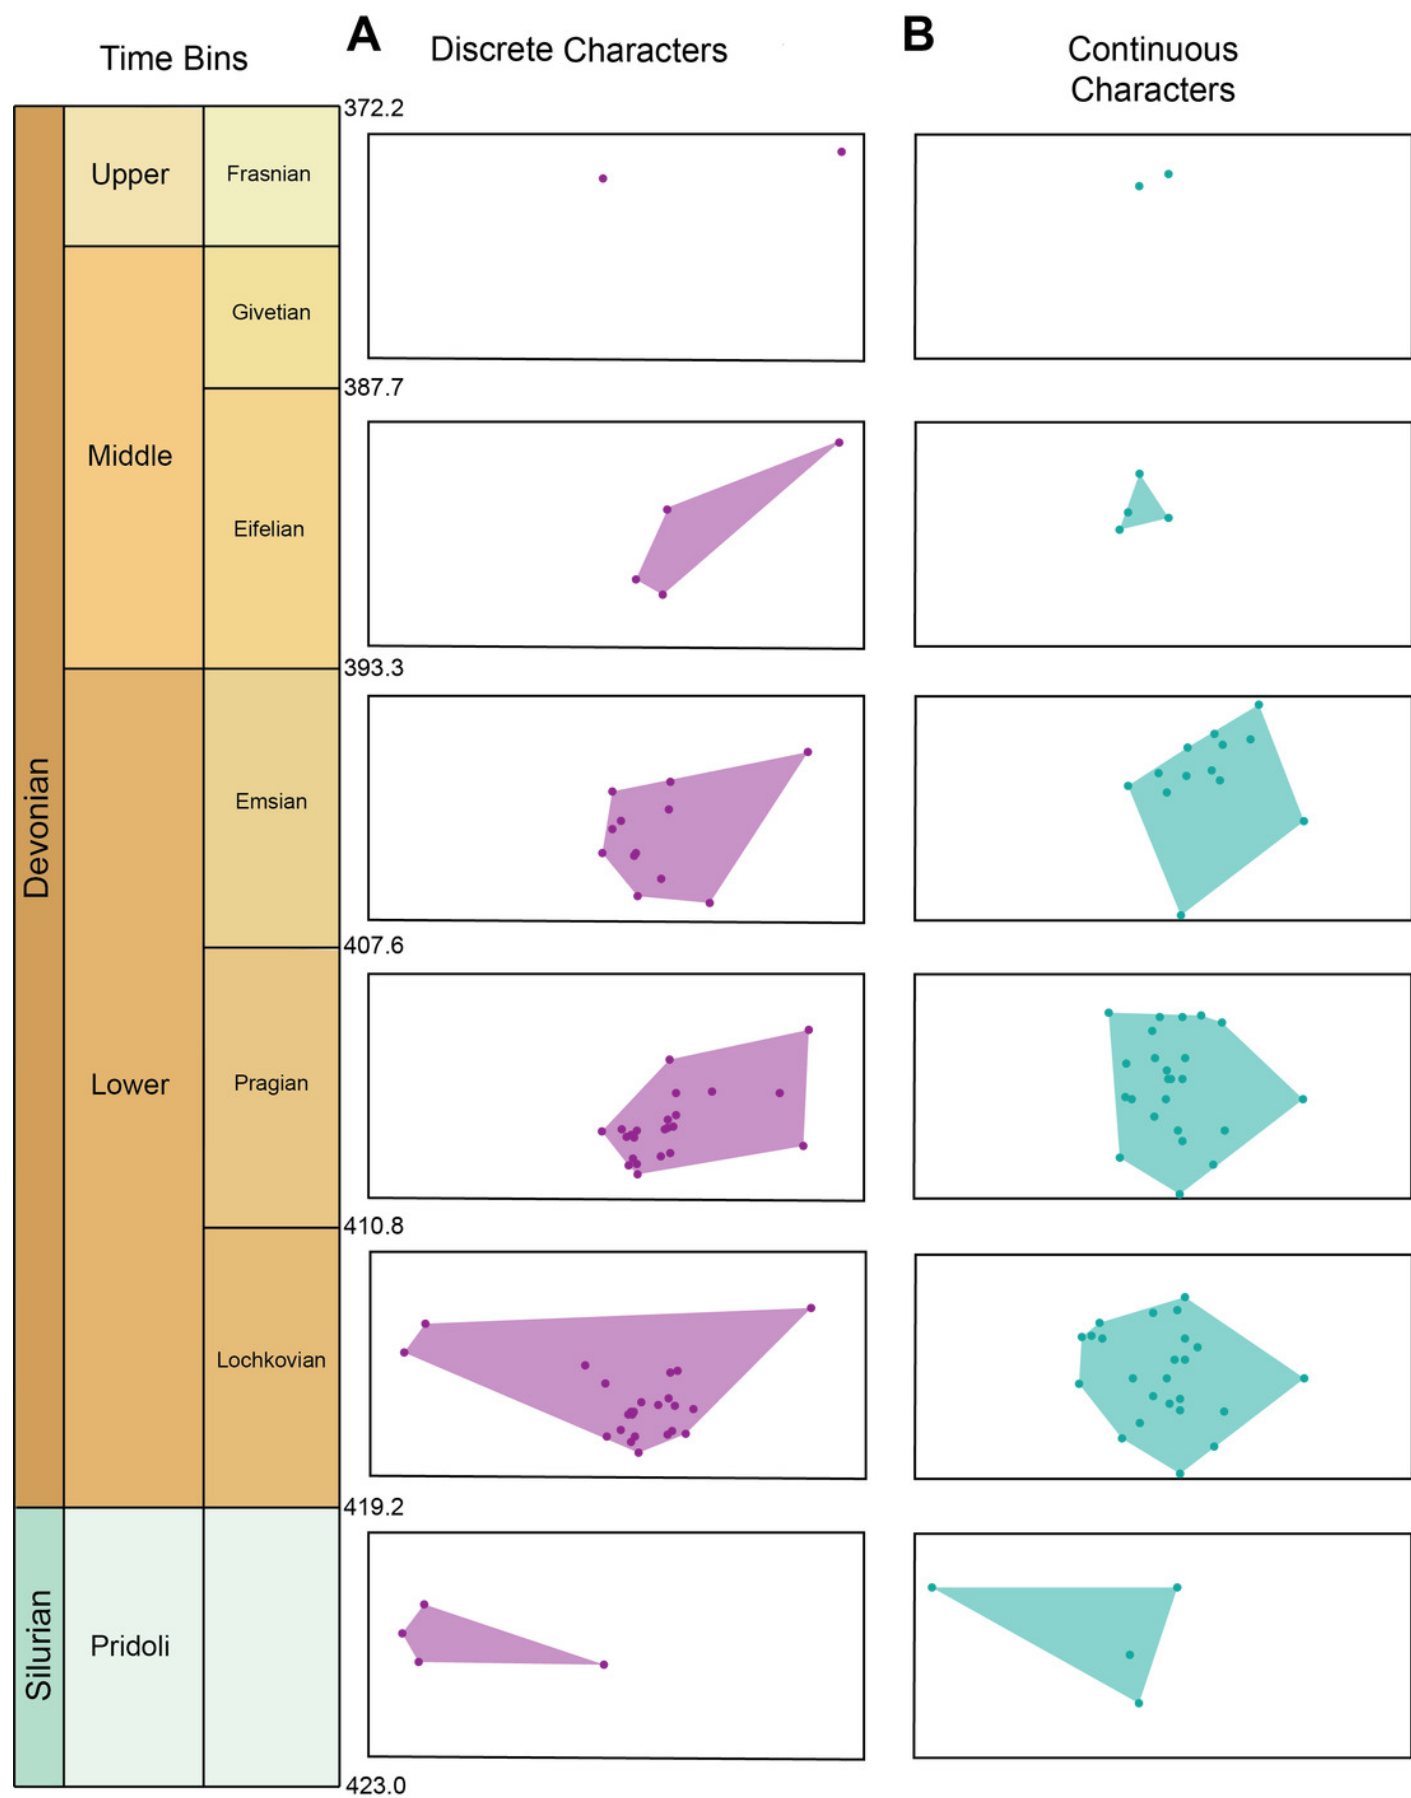 Time Bins
A
Discrete Characters
B
Continuous
Characters
372.2
Upper
Frasnian
Givetian
387.7
Middle
Eifelian
393.3
Devonian
Emsian
407.6
Lower
Pragian
410.8
Lochkovian
419.2
Silurian
Pridoli
423.0